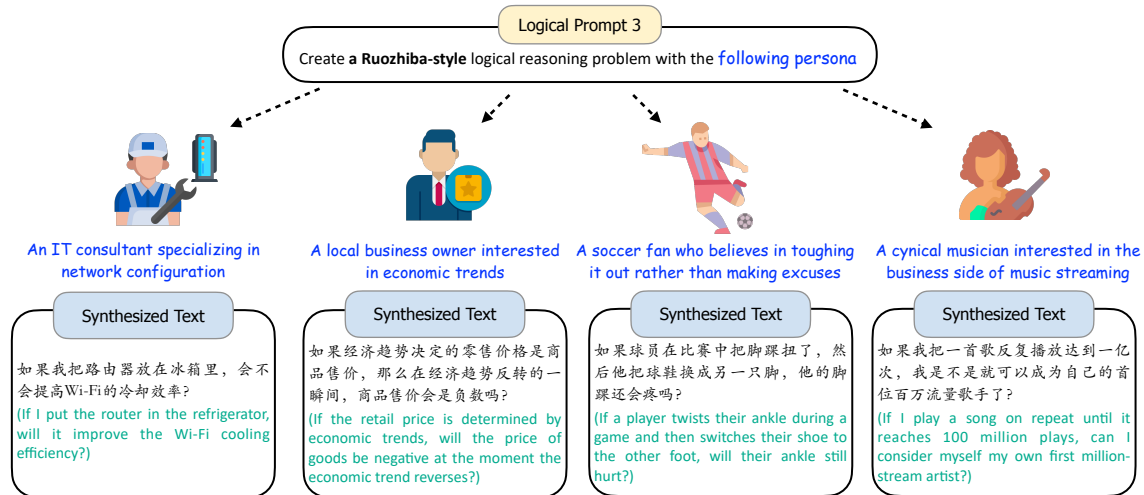 Logical Prompt 3
Create a Ruozhiba-style logical reasoning problem with the following persona
An IT consultant specializing in
network configuration
Synthesized Text
如果我把路由器放在冰箱里，会不
会提高Wi-Fi的冷却效率？
(If I put the router in the refrigerator,
will it improve the Wi-Fi cooling
efficiency?)
A local business owner interested
in economic trends
Synthesized Text
如果经济趋势决定的零售价格是商
品售价，那么在经济趋势反转的一
瞬间，商品售价会是负数吗？
(If the retail price is determined by
economic trends, will the price of
goods be negative at the moment the
economic trend reverses?)
A soccer fan who believes in toughing
it out rather than making excuses
Synthesized Text
如果球员在比赛中把脚踝扭了，然
后他把球鞋换成另一只脚，他的脚
踝还会疼吗？
(If a player twists their ankle during a
game and then switches their shoe to
the other foot, will their ankle still
hurt?)
A cynical musician interested in the
business side of music streaming
Synthesized Text
如果我把一首歌反复播放达到一亿
次，我是不是就可以成为自己的首
位百万流量歌手了？
(If I play a song on repeat until it
reaches 100 million plays, can I
consider myself my own first million-
stream artist?)